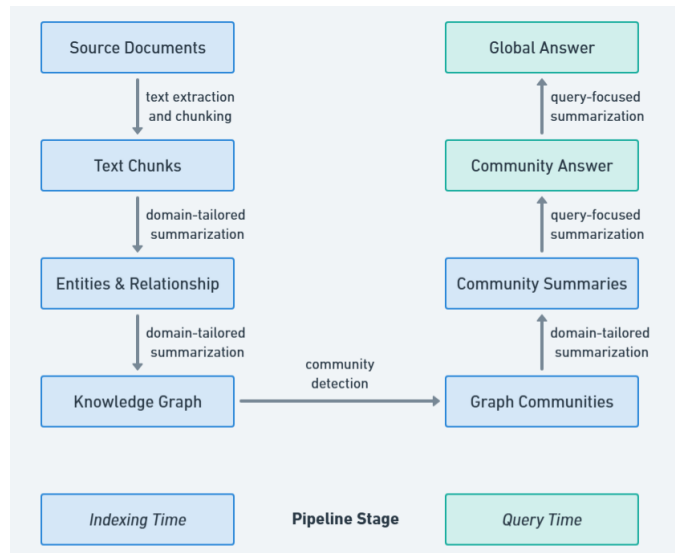 Source Documents
text extraction
and chunking
Text Chunks
domain-tailored
summarization
Entities & Relationship
domain-tailored
summarization
Knowledge Graph
community
detection
Graph Communities
domain-tailored
summarization
Community Summaries
query-focused
summarization
Community Answer
query-focused
summarization
Global Answer
Indexing Time
Pipeline Stage
Query Time